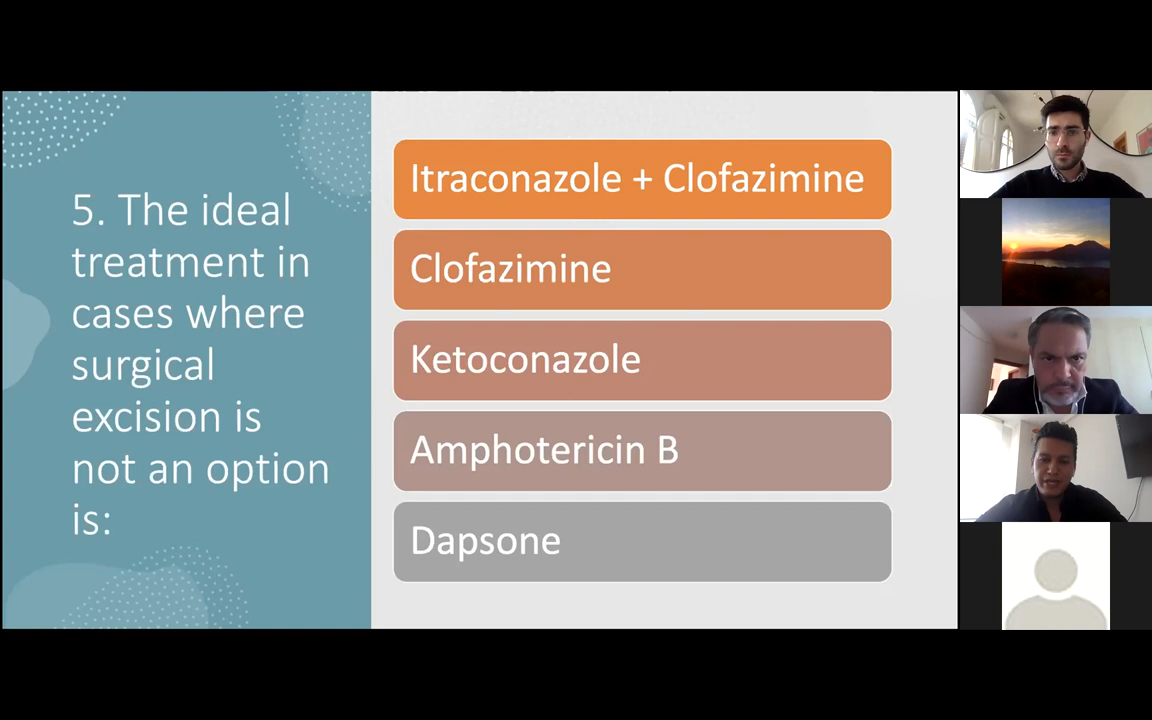 5. The ideal
treatment in
cases where
surgical
excision is
not an option
is:
Itraconazole + Clofazimine
Clofazimine
Ketoconazole
Amphotericin B
Dapsone